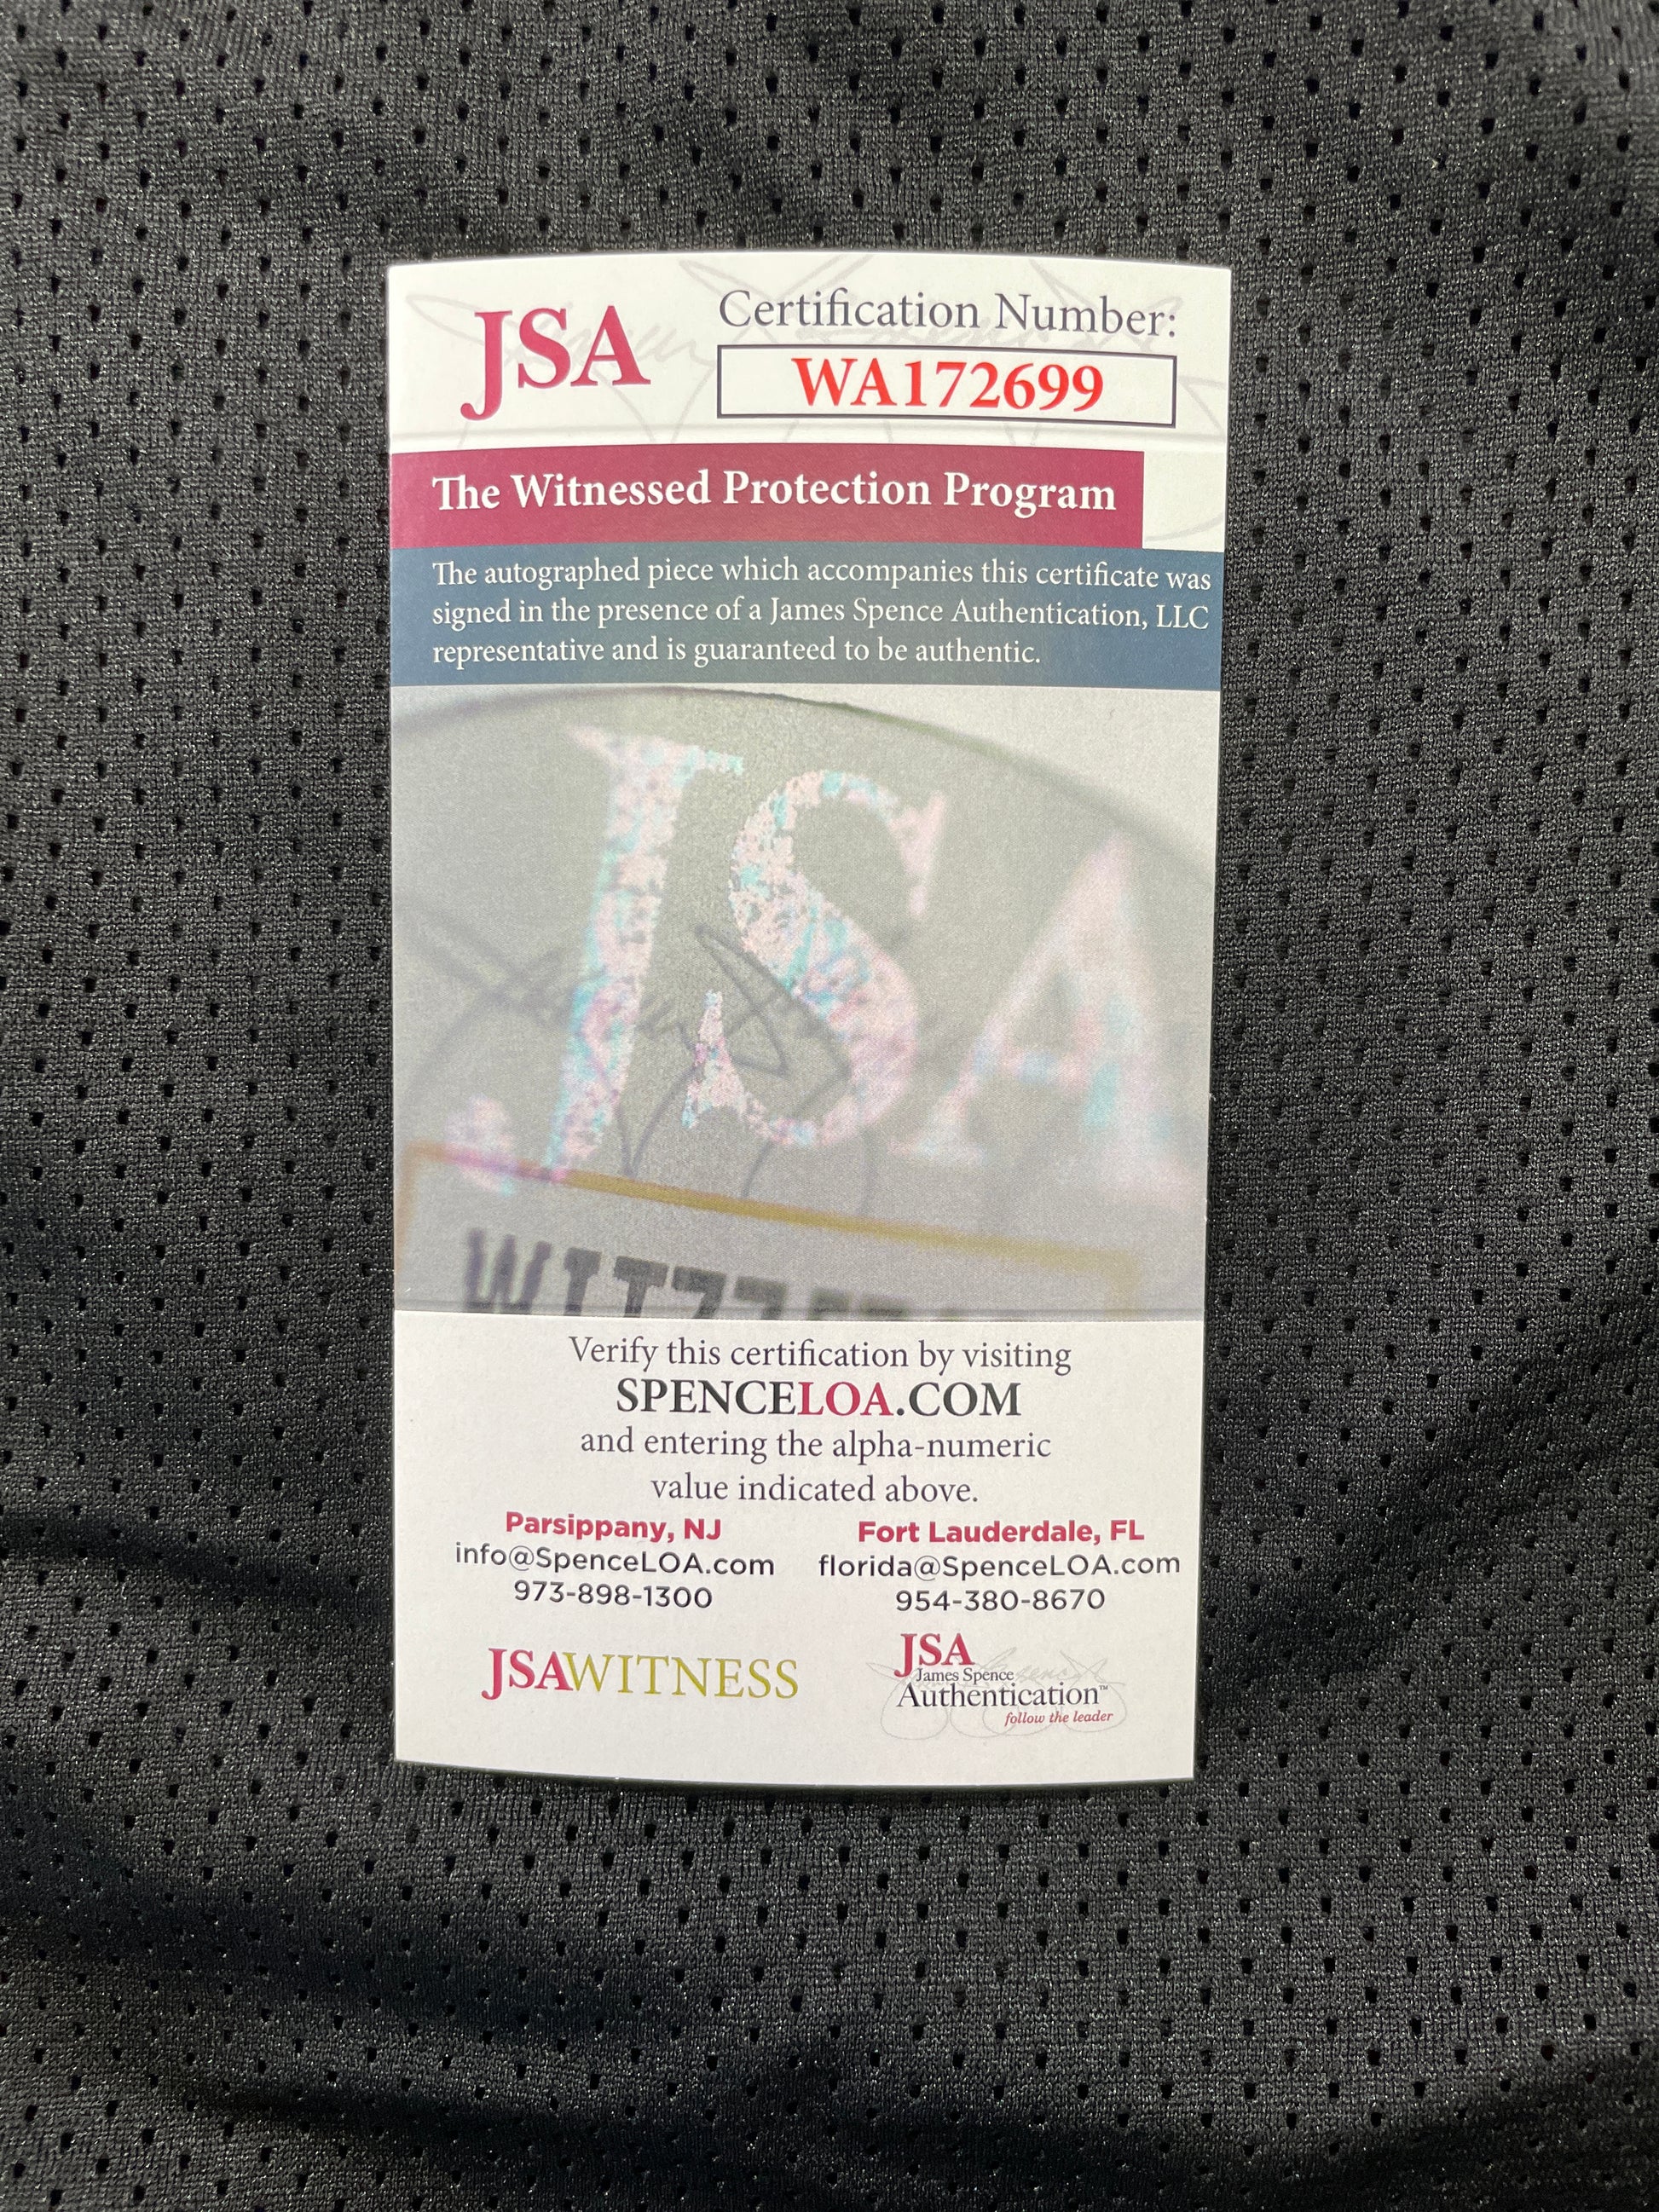 JSA
Certification Number:
WA172699
The Witnessed Protection Program
The autographed piece which accompanies this certificate was
signed in the presence of a James Spence Authentication, LLC
representative and is guaranteed to be authentic.
JSA
Verify this certification by visiting
SPENCELOA.COM
and entering the alpha-numeric
value indicated above.
Parsippany, NJ
info@SpenceLOA.com
973-898-1300
Fort Lauderdale, FL
florida@SpenceLOA.com
954-380-8670
JSAWITNESS
JSA
James Spence
Authentication™
follow the leader